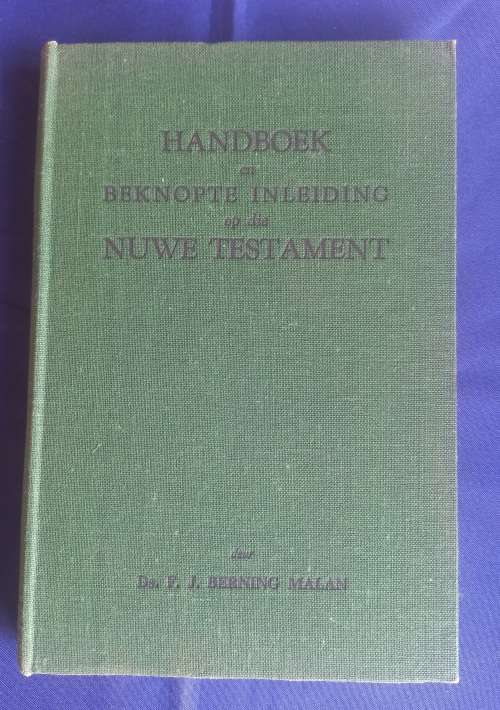 HANDBOEK
en
BEKNOPTE INLEIDING
op die
NUWE TESTAMENT
deur
Ds. F. J. BERNING MALAN